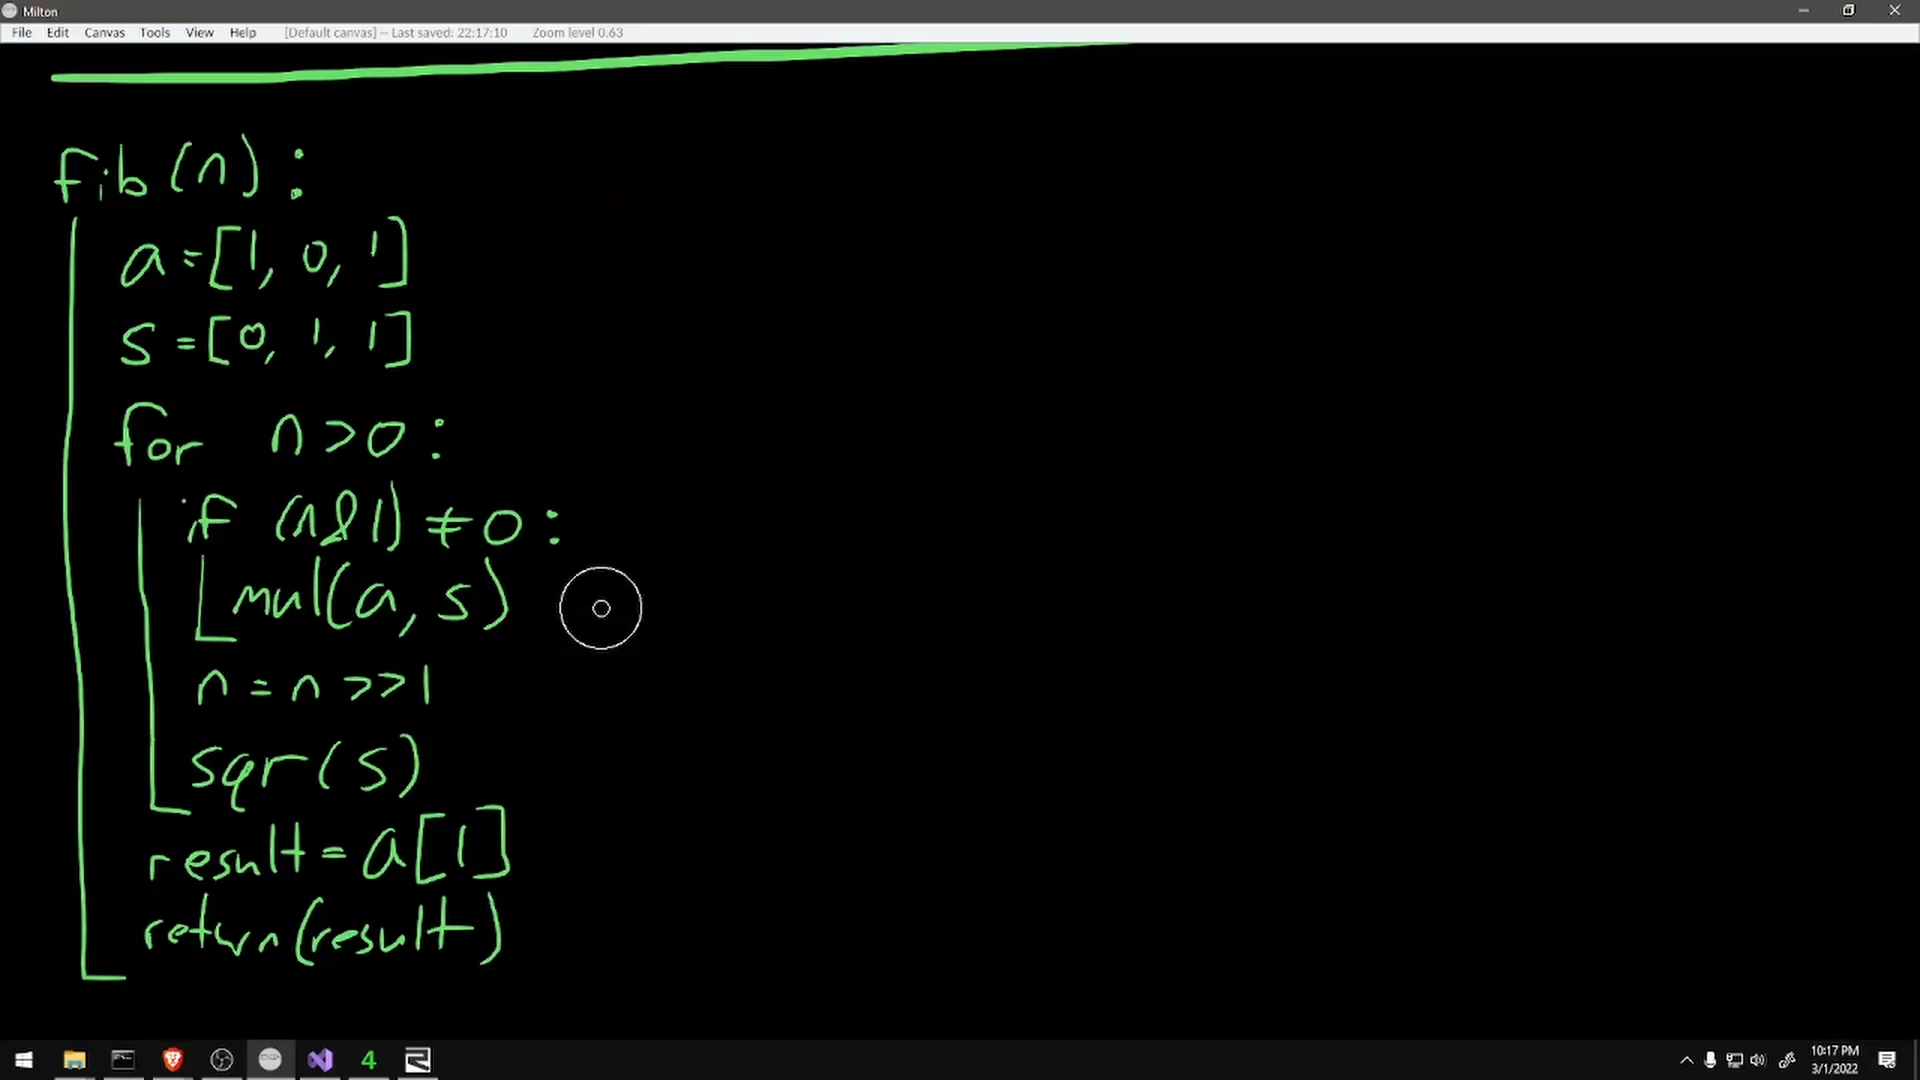 Milton
File Edit Canvas Tools View Help [Default canvas] -- Last saved: 22:17:10 Zoom level 0.63
fib(n):
a=[1, 0, 1]
s=[0, 1, 1]
for n>0:
if (n&1) ≠ 0:
mul(a, s)
n = n >>1
sqr(s)
result = a[1]
return(result)
4
10:17 PM
3/1/2022